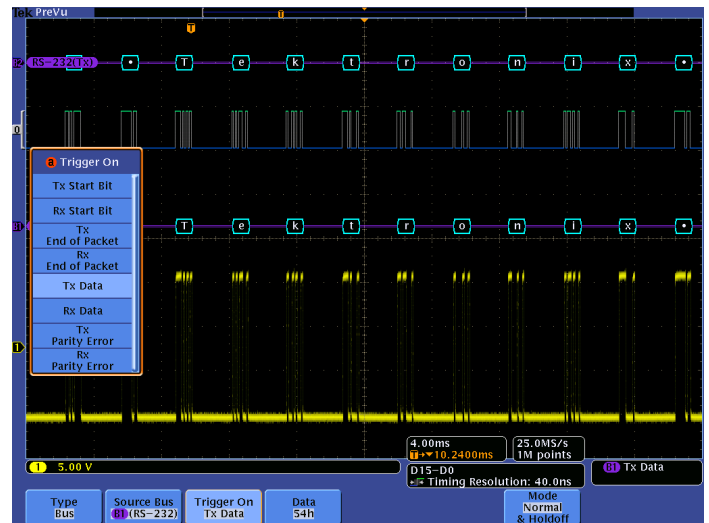 Tek PreVu
T
T
B2 RS-232(Tx) • T e k t r o n i x •
0
a Trigger On
Tx Start Bit
Rx Start Bit
B1 T e k t r o n i x •
Tx
End of Packet
Rx
End of Packet
Tx Data
Rx Data
Tx
Parity Error
Rx
Parity Error
1
4.00ms
T→▼10.2400ms
25.0MS/s
1M points
1 5.00 V
D15-D0
Timing Resolution: 40.0ns
B1 Tx Data
Type
Bus
Source Bus
B1 (RS-232)
Trigger On
Tx Data
Data
54h
Mode
Normal
& Holdoff